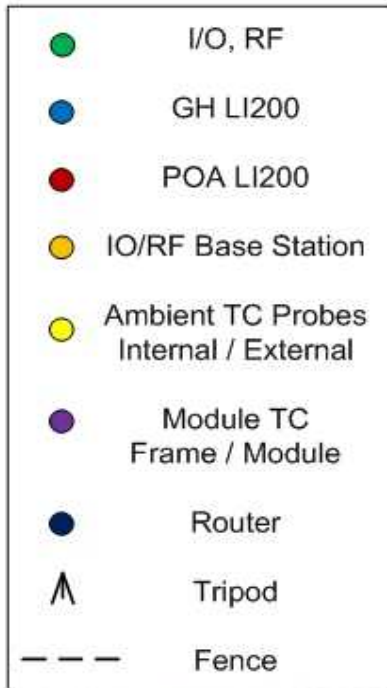 I/O, RF
GH LI200
POA LI200
IO/RF Base Station
Ambient TC Probes
Internal / External
Module TC
Frame / Module
Router
Tripod
Fence